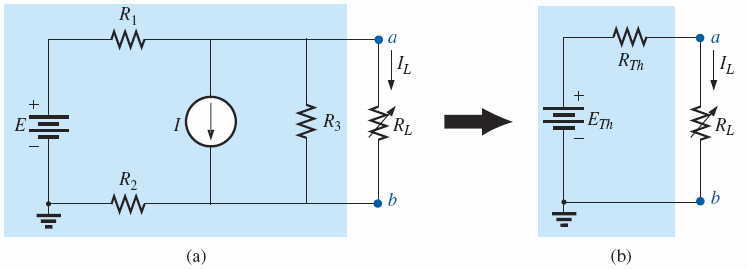 R1
a
IL
+
E
−
I
R3
RL
R2
b
(a)
RTh
a
IL
+
ETh
−
RL
b
(b)